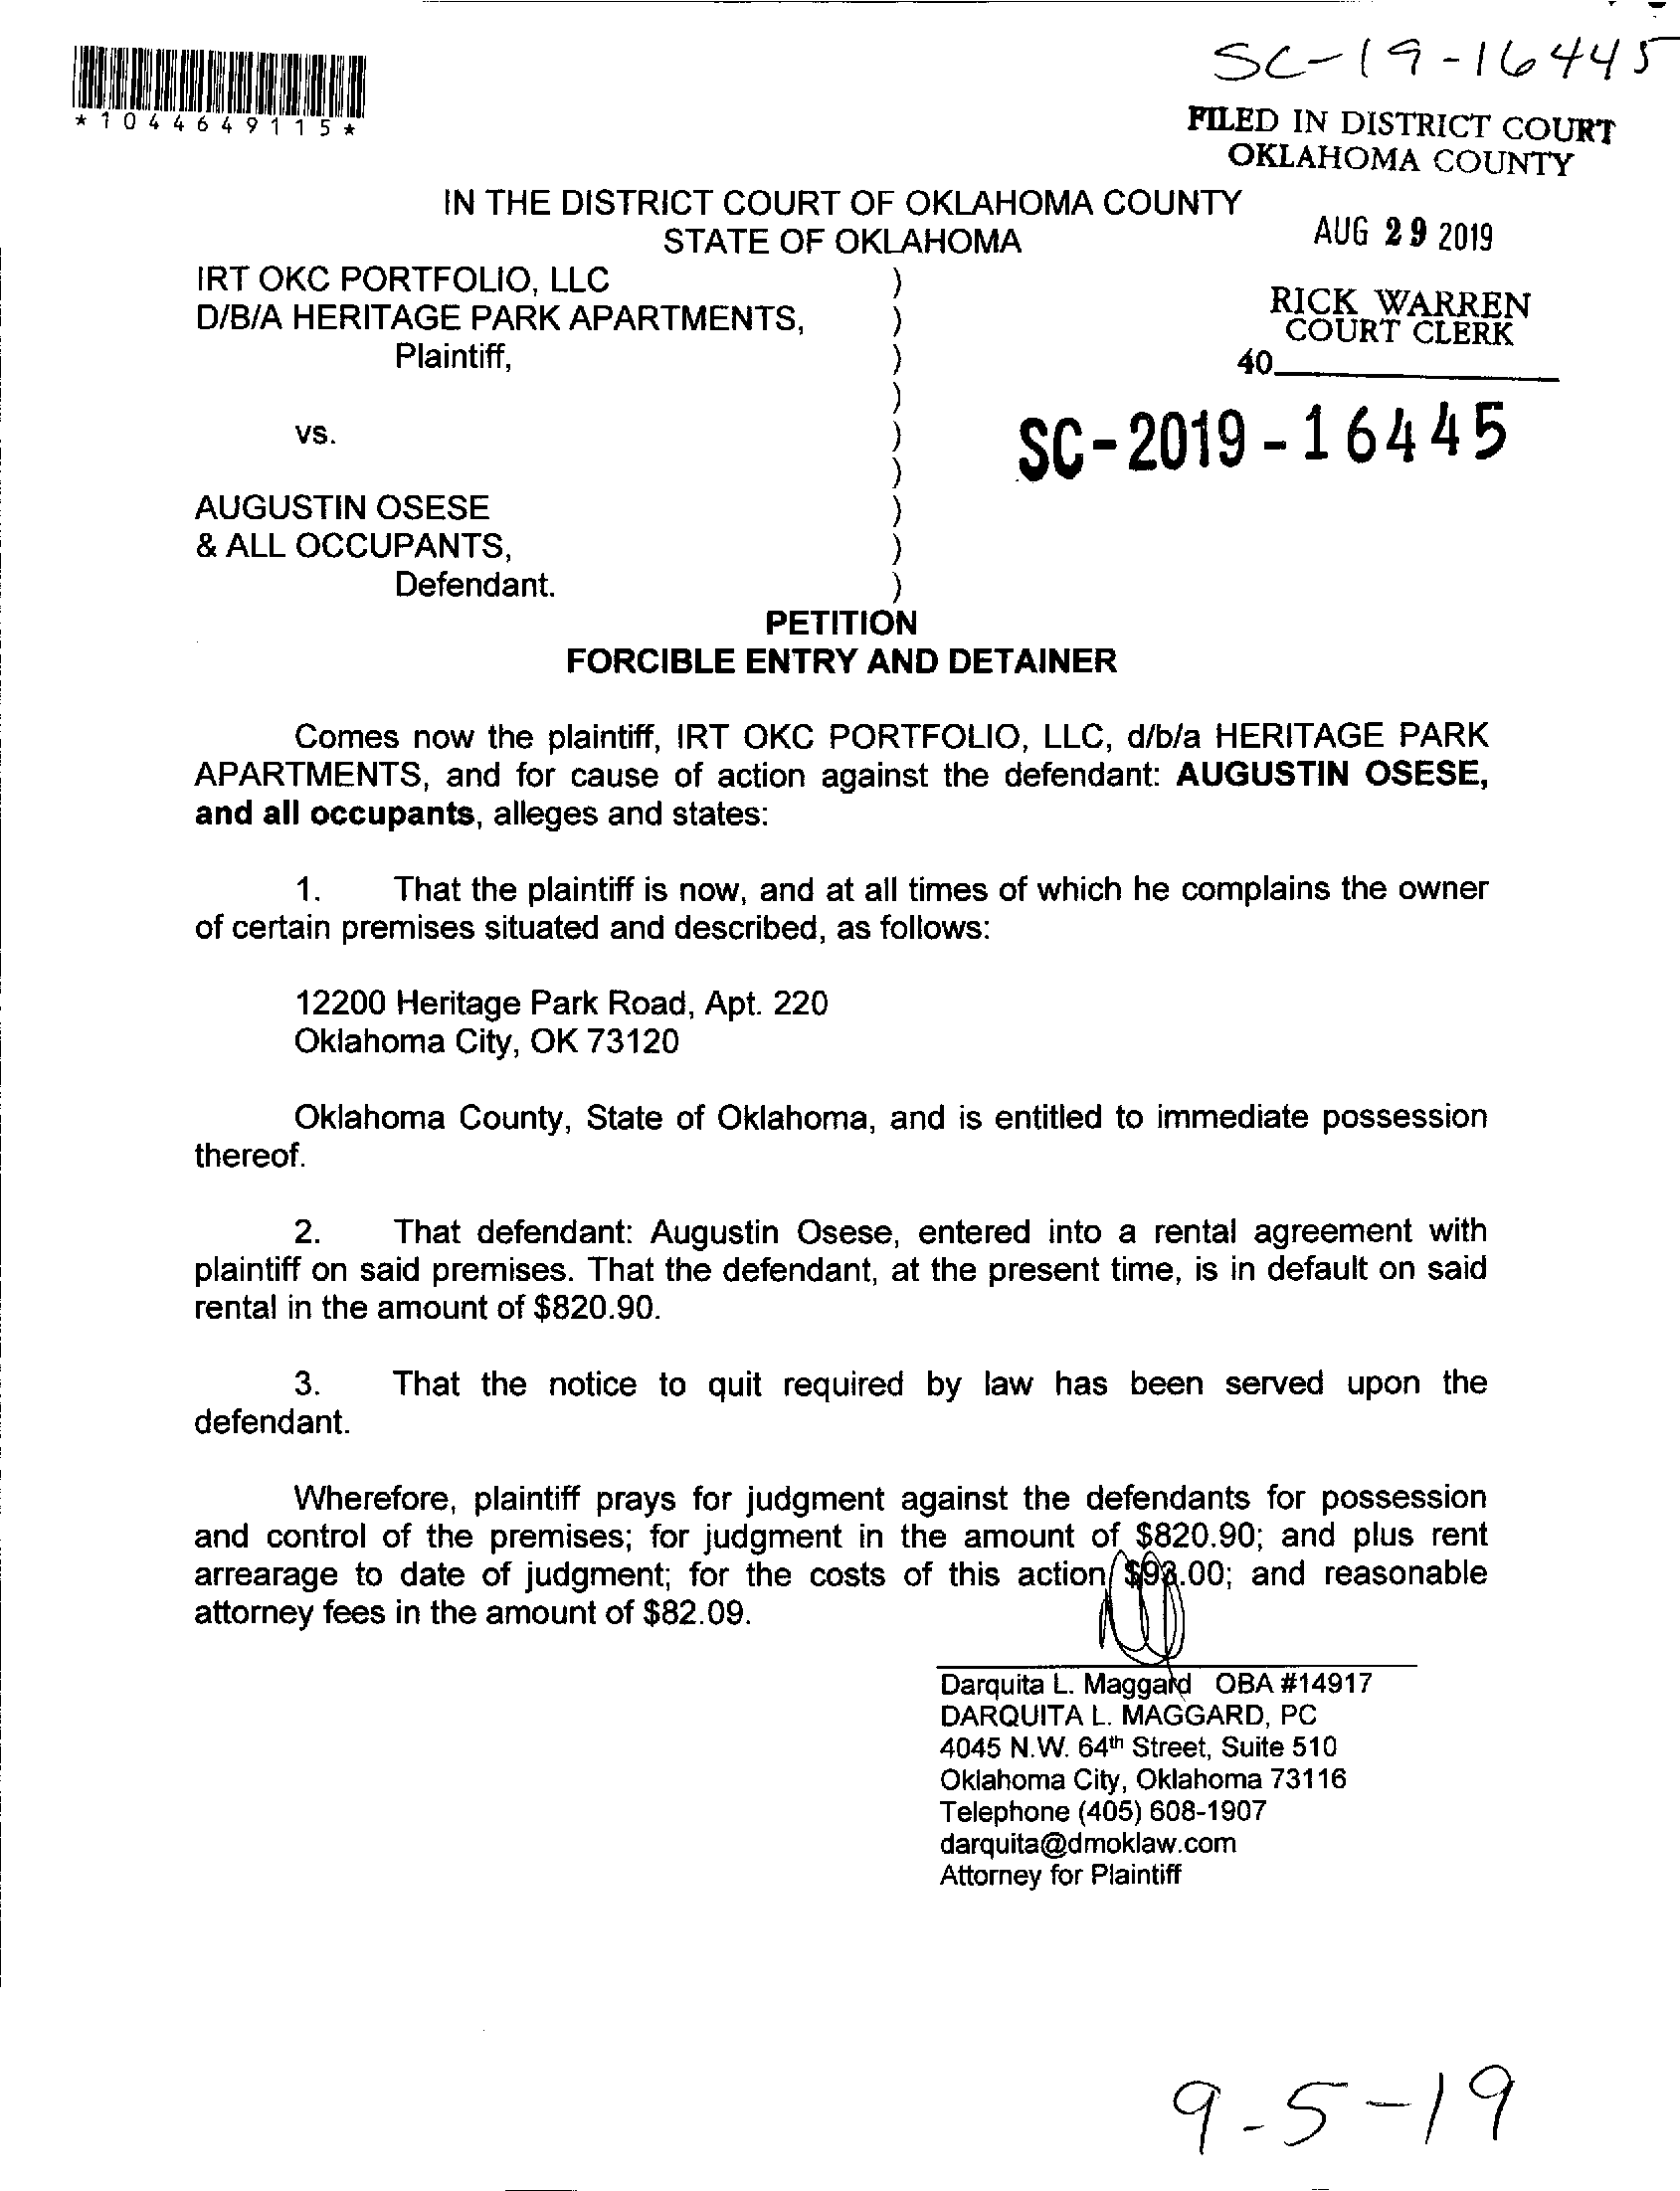 SC-19-16445
*1044649115*
FILED IN DISTRICT COURT
OKLAHOMA COUNTY
IN THE DISTRICT COURT OF OKLAHOMA COUNTY
STATE OF OKLAHOMA
AUG 29 2019
IRT OKC PORTFOLIO, LLC )
D/B/A HERITAGE PARK APARTMENTS, )
Plaintiff, )
)
RICK WARREN
COURT CLERK
40
vs. )
)
SC-2019-16445
AUGUSTIN OSESE )
& ALL OCCUPANTS, )
Defendant. )
PETITION
FORCIBLE ENTRY AND DETAINER
Comes now the plaintiff, IRT OKC PORTFOLIO, LLC, d/b/a HERITAGE PARK
APARTMENTS, and for cause of action against the defendant: AUGUSTIN OSESE,
and all occupants, alleges and states:
1. That the plaintiff is now, and at all times of which he complains the owner
of certain premises situated and described, as follows:
12200 Heritage Park Road, Apt. 220
Oklahoma City, OK 73120
Oklahoma County, State of Oklahoma, and is entitled to immediate possession
thereof.
2. That defendant: Augustin Osese, entered into a rental agreement with
plaintiff on said premises. That the defendant, at the present time, is in default on said
rental in the amount of $820.90.
3. That the notice to quit required by law has been served upon the
defendant.
Wherefore, plaintiff prays for judgment against the defendants for possession
and control of the premises; for judgment in the amount of $820.90; and plus rent
arrearage to date of judgment; for the costs of this action and reasonable
attorney fees in the amount of $82.09.
Darquita L. Maggard OBA #14917
DARQUITA L. MAGGARD, PC
4045 N.W. 64th Street, Suite 510
Oklahoma City, Oklahoma 73116
Telephone (405) 608-1907
darquita@dmoklaw.com
Attorney for Plaintiff
9-5-19